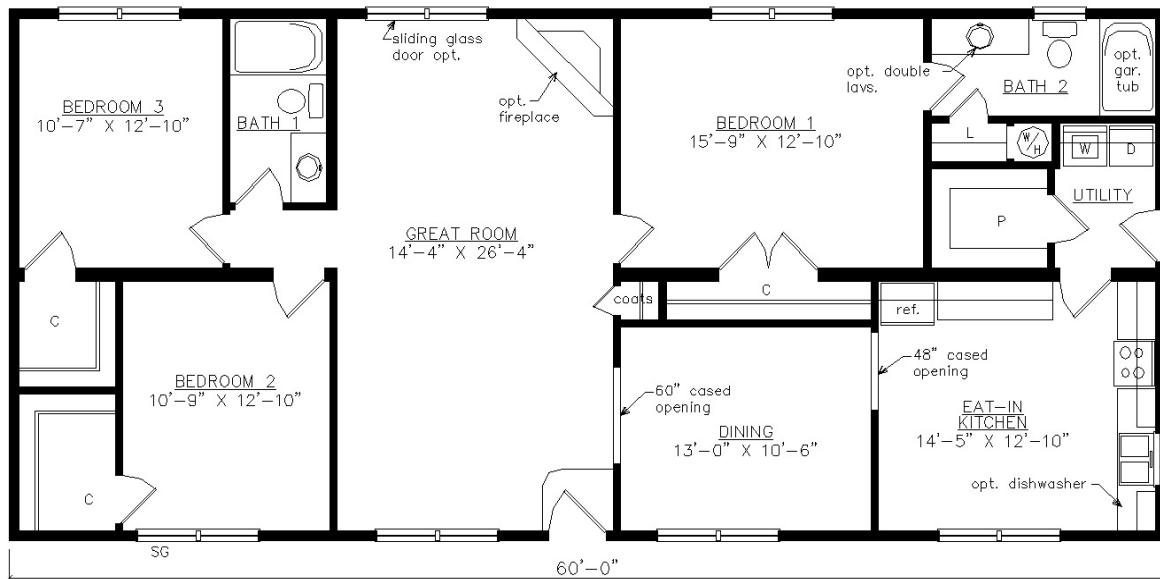 sliding glass
door opt.
opt.
fireplace
BEDROOM 3
10'-7" X 12'-10"
BATH 1
GREAT ROOM
14'-4" X 26'-4"
BEDROOM 1
15'-9" X 12'-10"
opt. double
lavs.
BATH 2
opt.
gar.
tub
L
W/H
W
D
UTILITY
P
C
coats
C
ref.
C
BEDROOM 2
10'-9" X 12'-10"
60" cased
opening
48" cased
opening
DINING
13'-0" X 10'-6"
EAT-IN
KITCHEN
14'-5" X 12'-10"
opt. dishwasher
C
SG
60'-0"